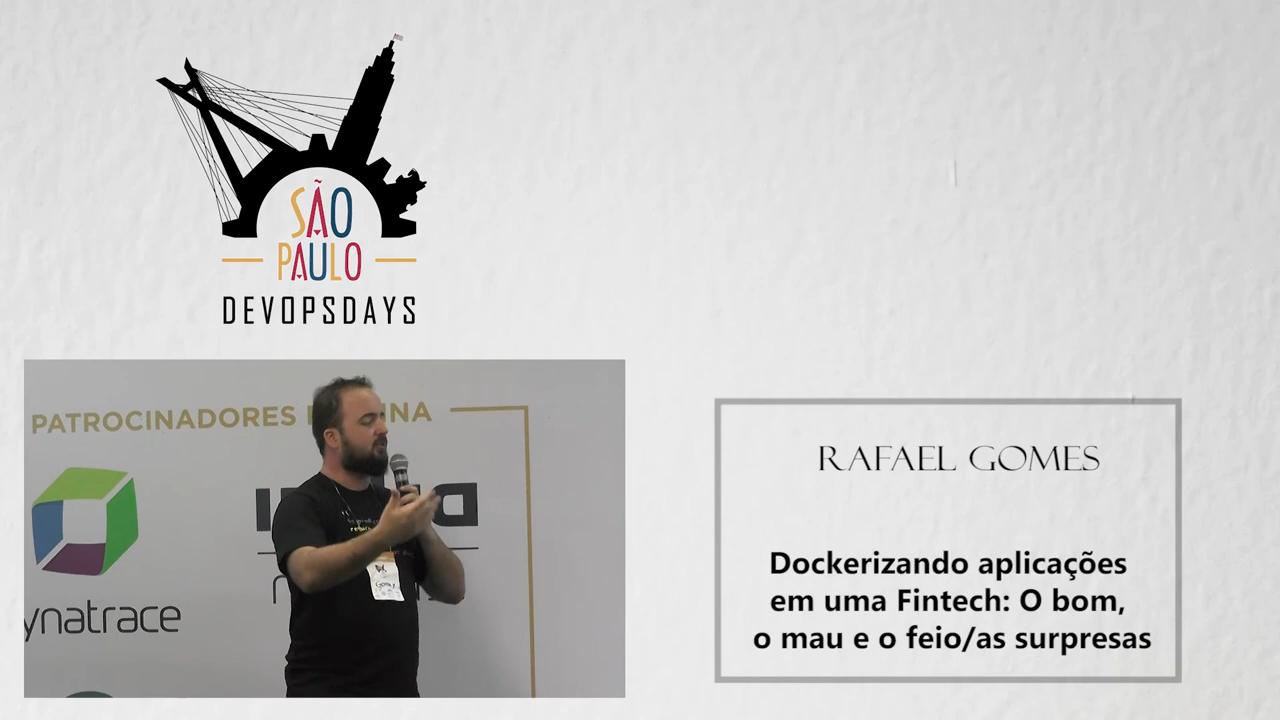 SÃO
PAULO
DEVOPSDAYS
PATROCINADORES
ynatrace
RAFAEL GOMES
Dockerizando aplicações
em uma Fintech: O bom,
o mau e o feio/as surpresas